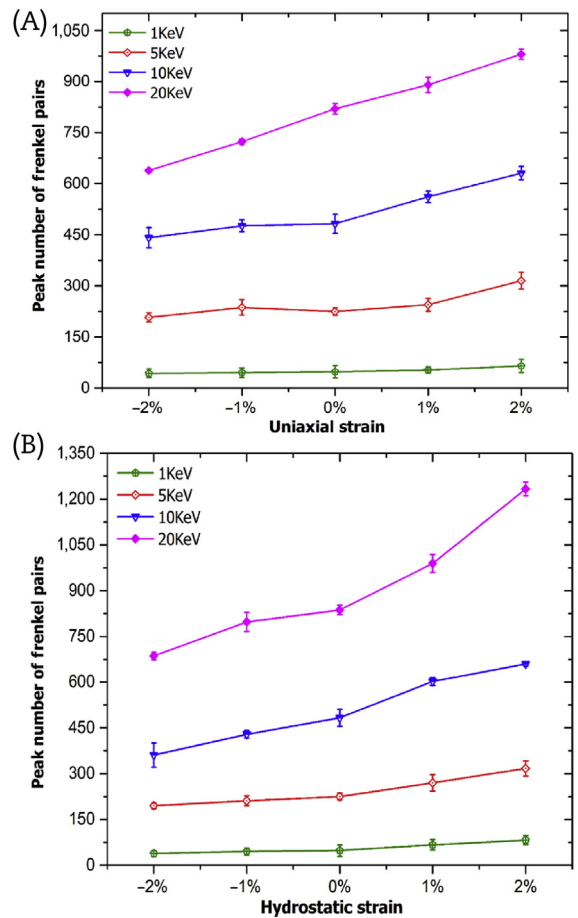 (A)
1,050
900
750
600
450
300
150
0
Peak number of frenkel pairs
1KeV
5KeV
10KeV
20KeV
–2%
–1%
0%
1%
2%
Uniaxial strain
(B)
1,350
1,200
1,050
900
750
600
450
300
150
0
Peak number of frenkel pairs
1KeV
5KeV
10KeV
20KeV
–2%
–1%
0%
1%
2%
Hydrostatic strain